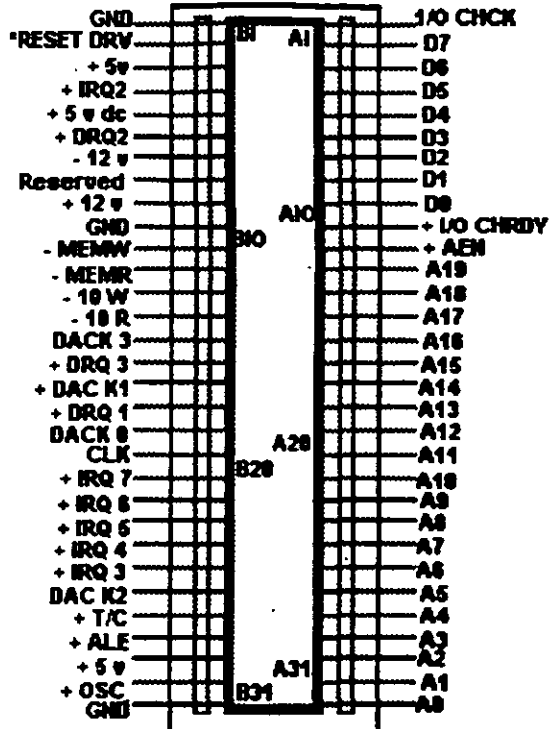 GND B1 A1 1/O CHCK
*RESET DRV D7
+ 5v D6
+ IRQ2 D5
+ 5 v dc D4
+ DRQ2 D3
- 12 v D2
Reserved D1
+ 12 v D0
GND B10 A10 + I/O CHRDY
- MEMW + AEN
- MEMR A19
- 10 W A18
- 10 R A17
DACK 3 A16
+ DRQ 3 A15
+ DAC K1 A14
+ DRQ 1 A13
DACK 0 A12
CLK B20 A20 A11
+ IRQ 7 A10
+ IRQ 6 A9
+ IRQ 5 A8
+ IRQ 4 A7
+ IRQ 3 A6
DAC K2 A5
+ T/C A4
+ ALE A3
+ 5 v A2
+ OSC B31 A31 A1
GND A0